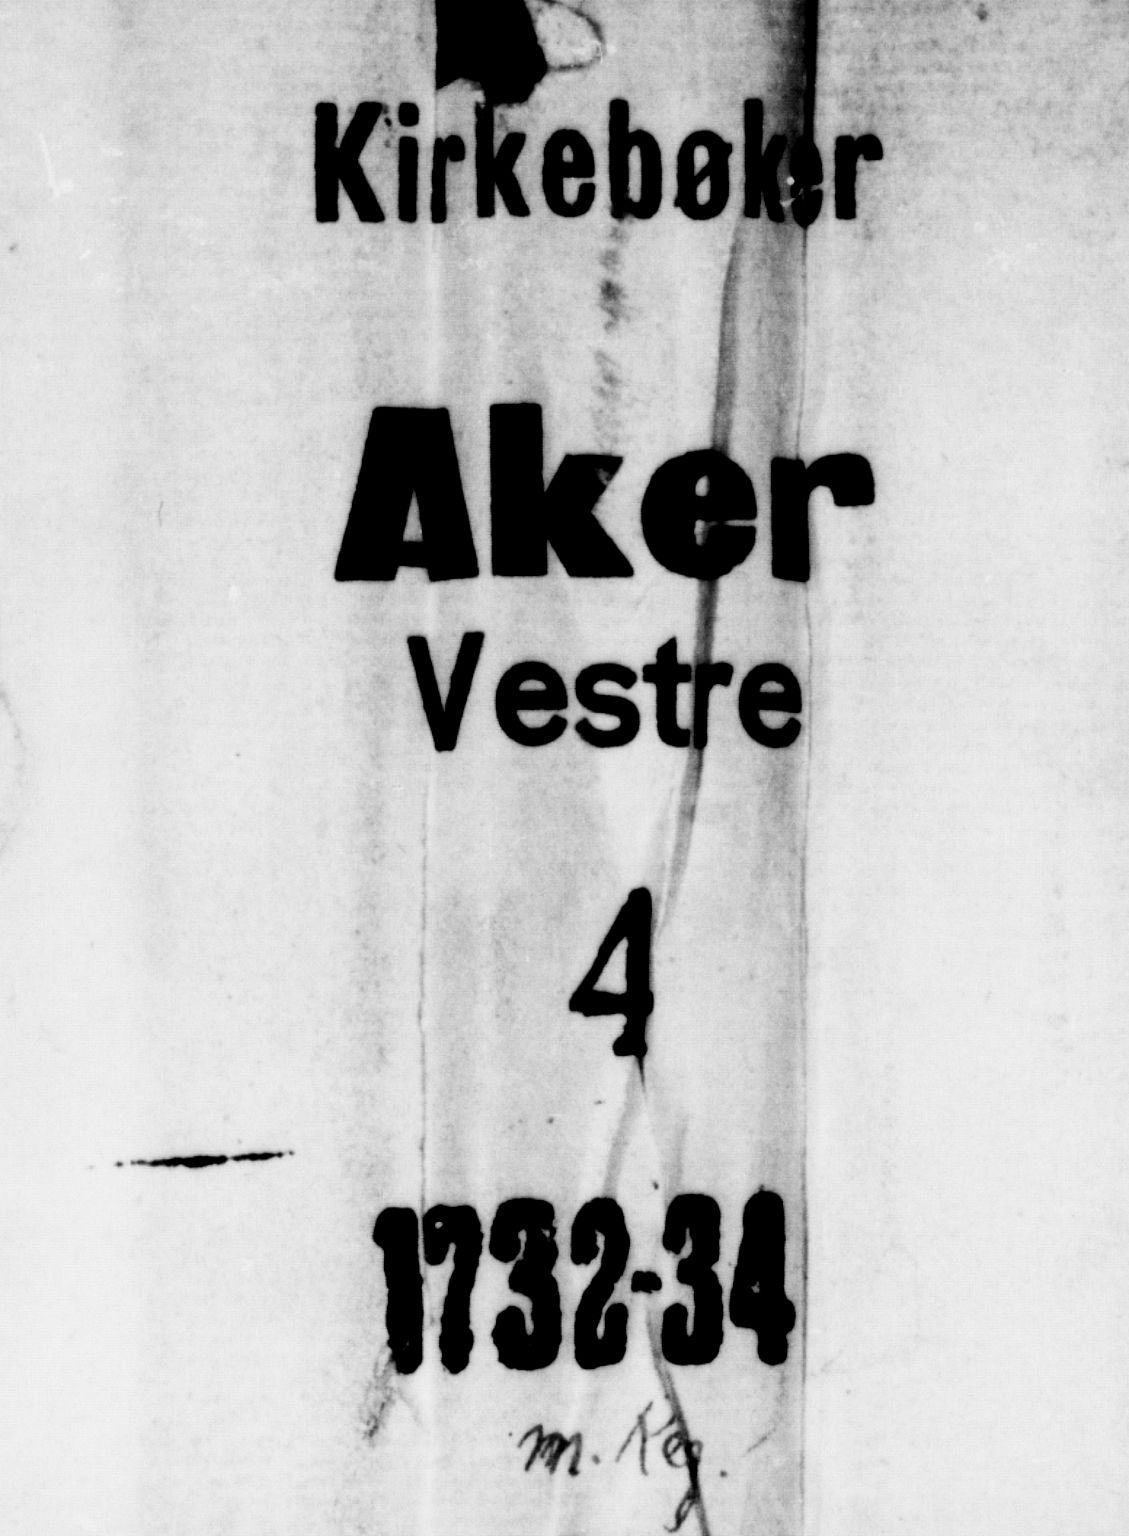 Kirkebøker
Aker
Vestre
4
1732-34
m. Reg.